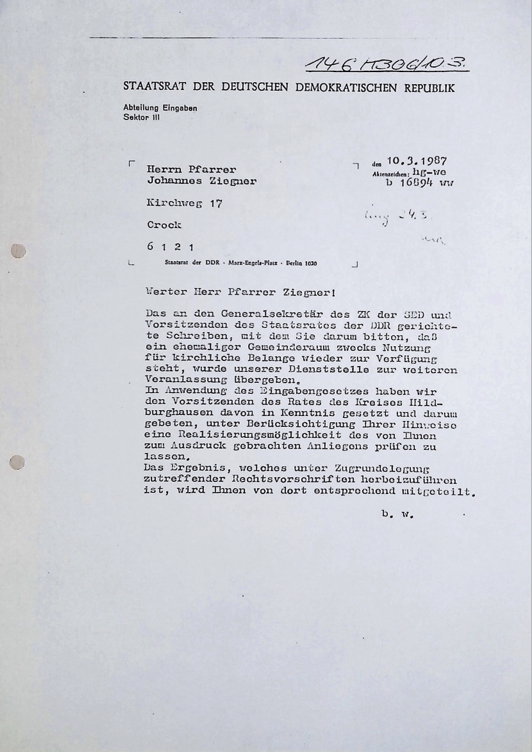 STAATSRAT DER DEUTSCHEN DEMOKRATISCHEN REPUBLIK
Abteilung Eingaben
Sektor III
Herrn Pfarrer
Johannes Ziegner
Kirchweg 17
Crock
6 1 2 1
Staatsrat der DDR · Marx-Engels-Platz · Berlin 1020
den 10.3.1987
Aktenzeichen: hg-we
b 16894 ww
24.3.
Werter Herr Pfarrer Ziegner!
Das an den Generalsekretär des ZK der SED und
Vorsitzenden des Staatsrates der DDR gerichte-
te Schreiben, mit dem Sie darum bitten, daß
ein ehemaliger Gemeinderaum zwecks Nutzung
für kirchliche Belange wieder zur Verfügung
steht, wurde unserer Dienststelle zur weiteren
Veranlassung übergeben.
In Anwendung des Eingabengesetzes haben wir
den Vorsitzenden des Rates des Kreises Hild-
burghausen davon in Kenntnis gesetzt und darum
gebeten, unter Berücksichtigung Ihrer Hinweise
eine Realisierungsmöglichkeit des von Ihnen
zum Ausdruck gebrachten Anliegens prüfen zu
lassen.
Das Ergebnis, welches unter Zugrundelegung
zutreffender Rechtsvorschriften herbeizuführen
ist, wird Ihnen von dort entsprechend mitgeteilt.
b. w.